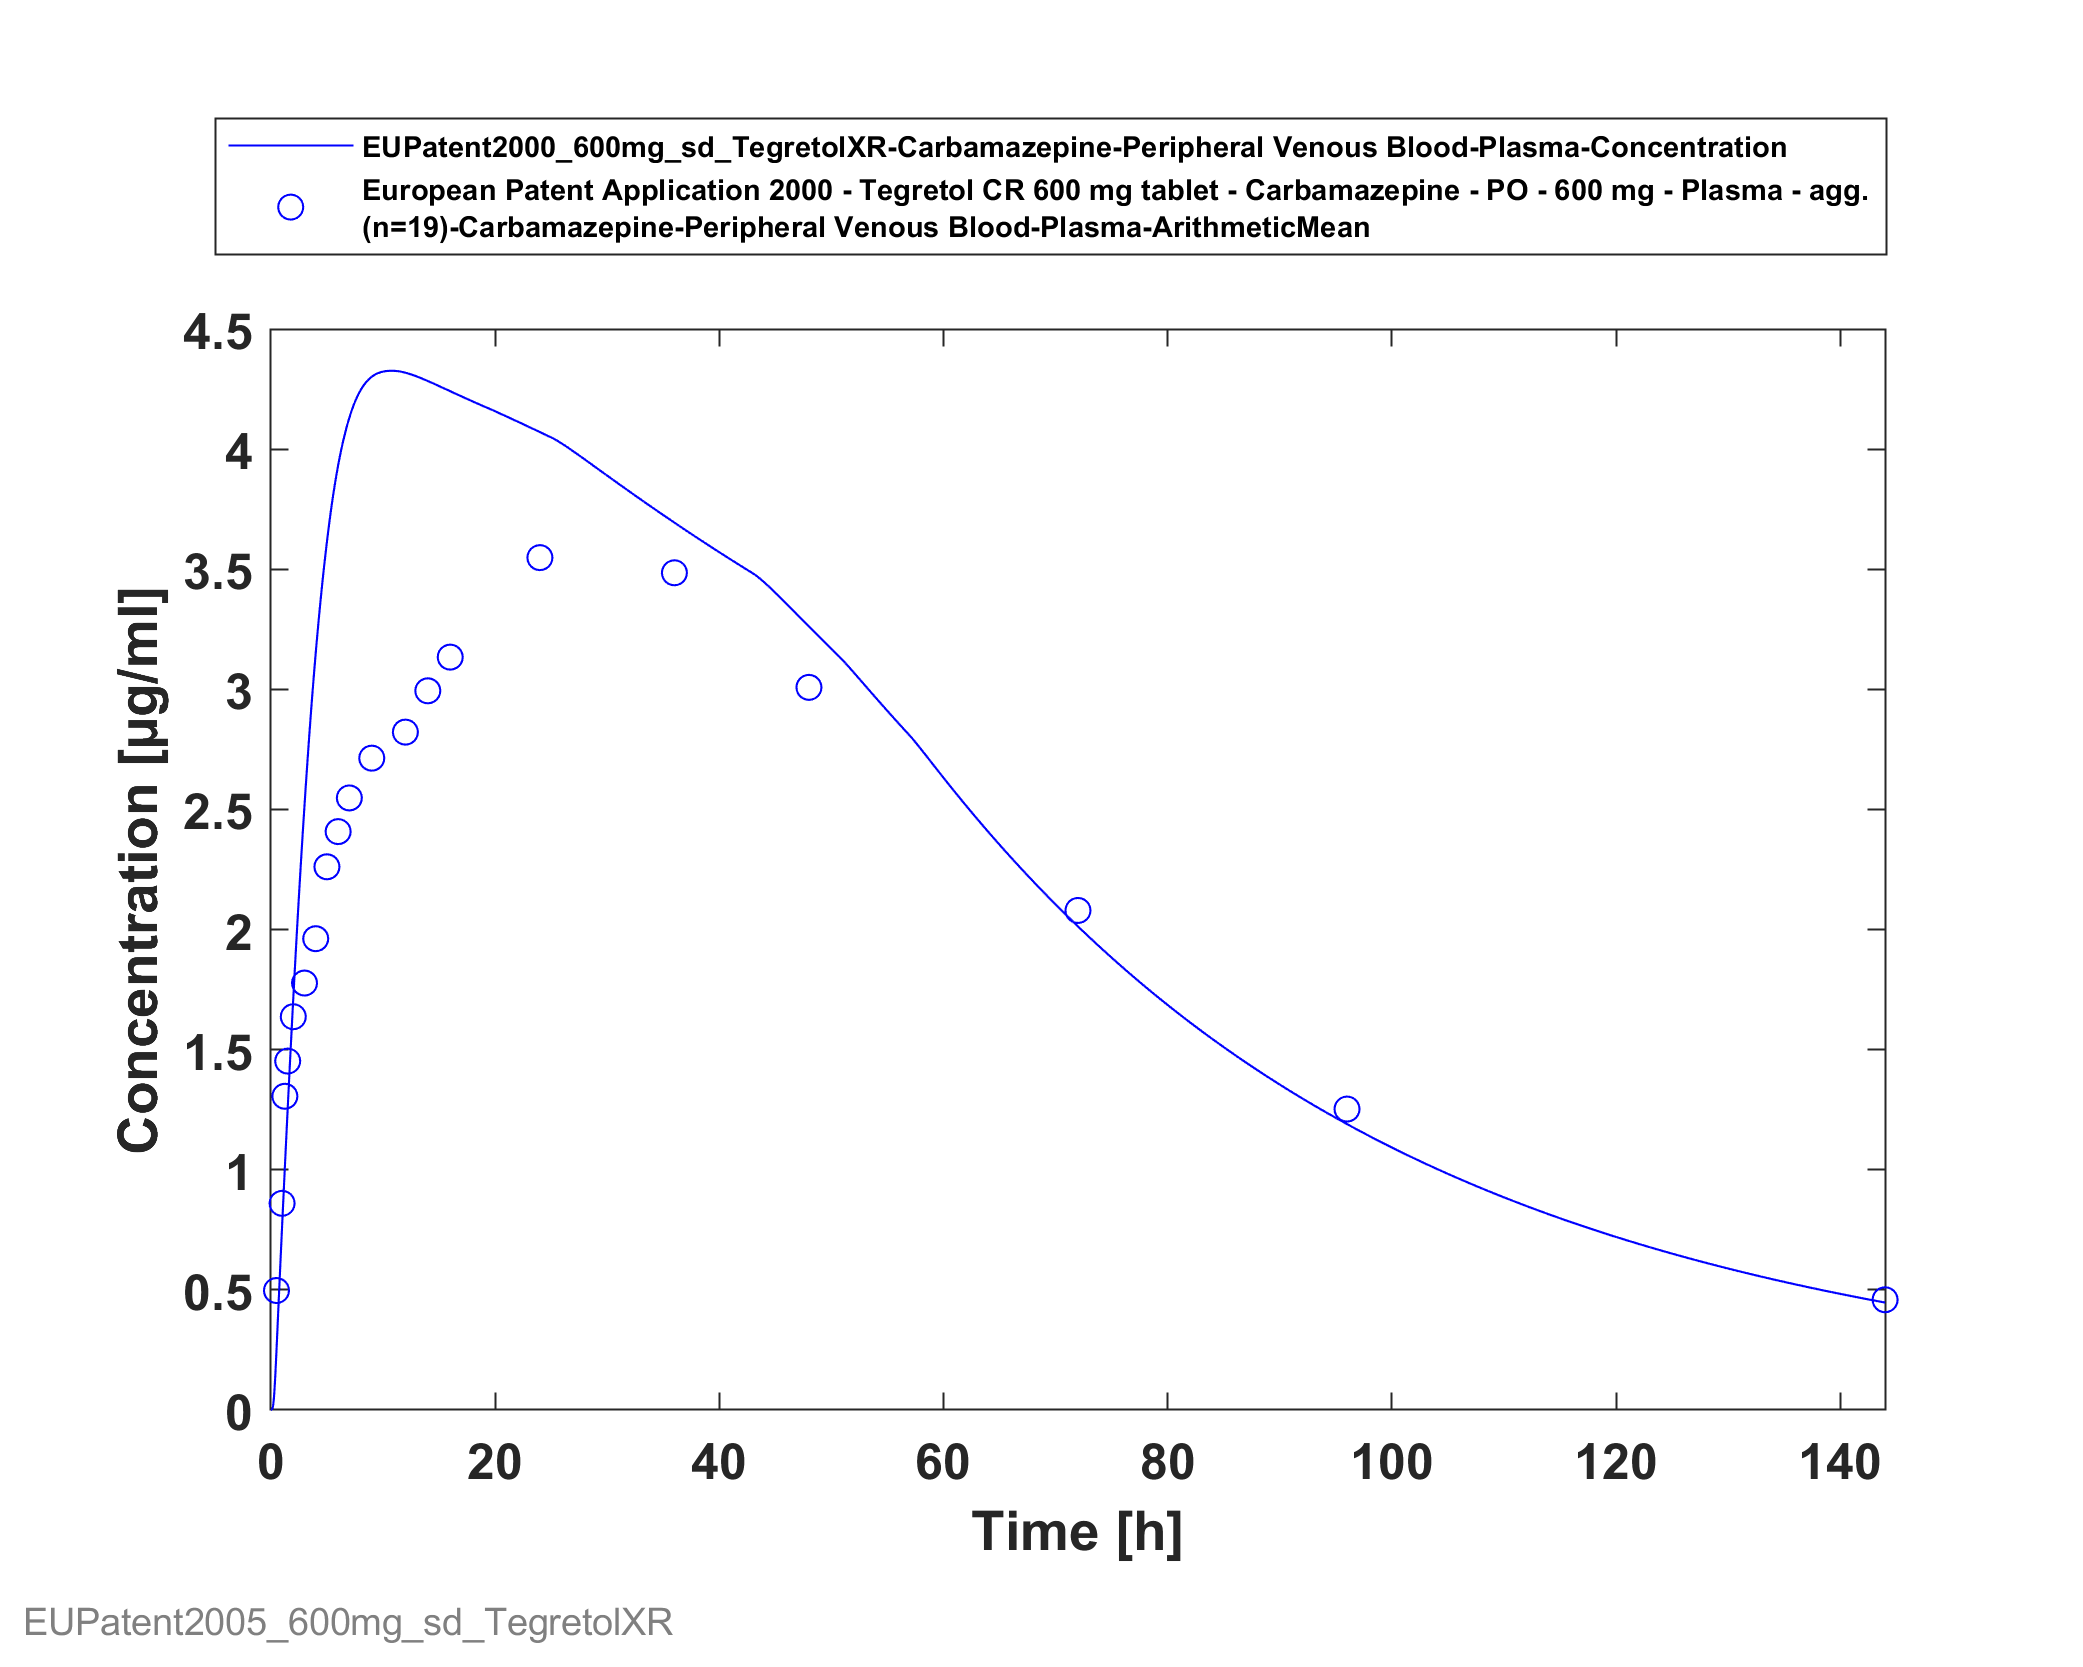 EUPatent2000_600mg_sd_TegretolXR-Carbamazepine-Peripheral Venous Blood-Plasma-Concentration
European Patent Application 2000 - Tegretol CR 600 mg tablet - Carbamazepine - PO - 600 mg - Plasma - agg.
(n=19)-Carbamazepine-Peripheral Venous Blood-Plasma-ArithmeticMean
4.5
4
3.5
3
2.5
2
1.5
1
0.5
0
Concentration [µg/ml]
0 20 40 60 80 100 120 140
Time [h]
EUPatent2005_600mg_sd_TegretolXR